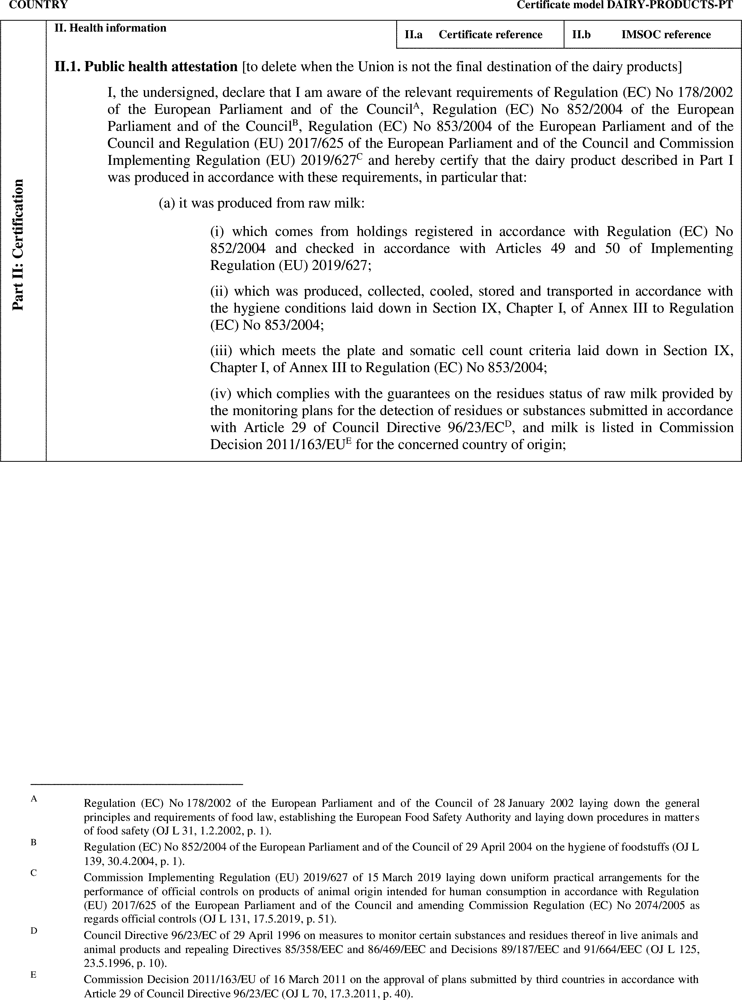 COUNTRY Certificate model DAIRY-PRODUCTS-PT
Part II: Certification
II. Health information
II.a Certificate reference II.b IMSOC reference
II.1. Public health attestation [to delete when the Union is not the final destination of the dairy products]
I, the undersigned, declare that I am aware of the relevant requirements of Regulation (EC) No 178/2002
of the European Parliament and of the Councilᴬ, Regulation (EC) No 852/2004 of the European
Parliament and of the Councilᴮ, Regulation (EC) No 853/2004 of the European Parliament and of the
Council and Regulation (EU) 2017/625 of the European Parliament and of the Council and Commission
Implementing Regulation (EU) 2019/627ᶜ and hereby certify that the dairy product described in Part I
was produced in accordance with these requirements, in particular that:
(a) it was produced from raw milk:
(i) which comes from holdings registered in accordance with Regulation (EC) No
852/2004 and checked in accordance with Articles 49 and 50 of Implementing
Regulation (EU) 2019/627;
(ii) which was produced, collected, cooled, stored and transported in accordance with
the hygiene conditions laid down in Section IX, Chapter I, of Annex III to Regulation
(EC) No 853/2004;
(iii) which meets the plate and somatic cell count criteria laid down in Section IX,
Chapter I, of Annex III to Regulation (EC) No 853/2004;
(iv) which complies with the guarantees on the residues status of raw milk provided by
the monitoring plans for the detection of residues or substances submitted in accordance
with Article 29 of Council Directive 96/23/ECᴰ, and milk is listed in Commission
Decision 2011/163/EUᴱ for the concerned country of origin;
A Regulation (EC) No 178/2002 of the European Parliament and of the Council of 28 January 2002 laying down the general
principles and requirements of food law, establishing the European Food Safety Authority and laying down procedures in matters
of food safety (OJ L 31, 1.2.2002, p. 1).
B Regulation (EC) No 852/2004 of the European Parliament and of the Council of 29 April 2004 on the hygiene of foodstuffs (OJ L
139, 30.4.2004, p. 1).
C Commission Implementing Regulation (EU) 2019/627 of 15 March 2019 laying down uniform practical arrangements for the
performance of official controls on products of animal origin intended for human consumption in accordance with Regulation
(EU) 2017/625 of the European Parliament and of the Council and amending Commission Regulation (EC) No 2074/2005 as
regards official controls (OJ L 131, 17.5.2019, p. 51).
D Council Directive 96/23/EC of 29 April 1996 on measures to monitor certain substances and residues thereof in live animals and
animal products and repealing Directives 85/358/EEC and 86/469/EEC and Decisions 89/187/EEC and 91/664/EEC (OJ L 125,
23.5.1996, p. 10).
E Commission Decision 2011/163/EU of 16 March 2011 on the approval of plans submitted by third countries in accordance with
Article 29 of Council Directive 96/23/EC (OJ L 70, 17.3.2011, p. 40).